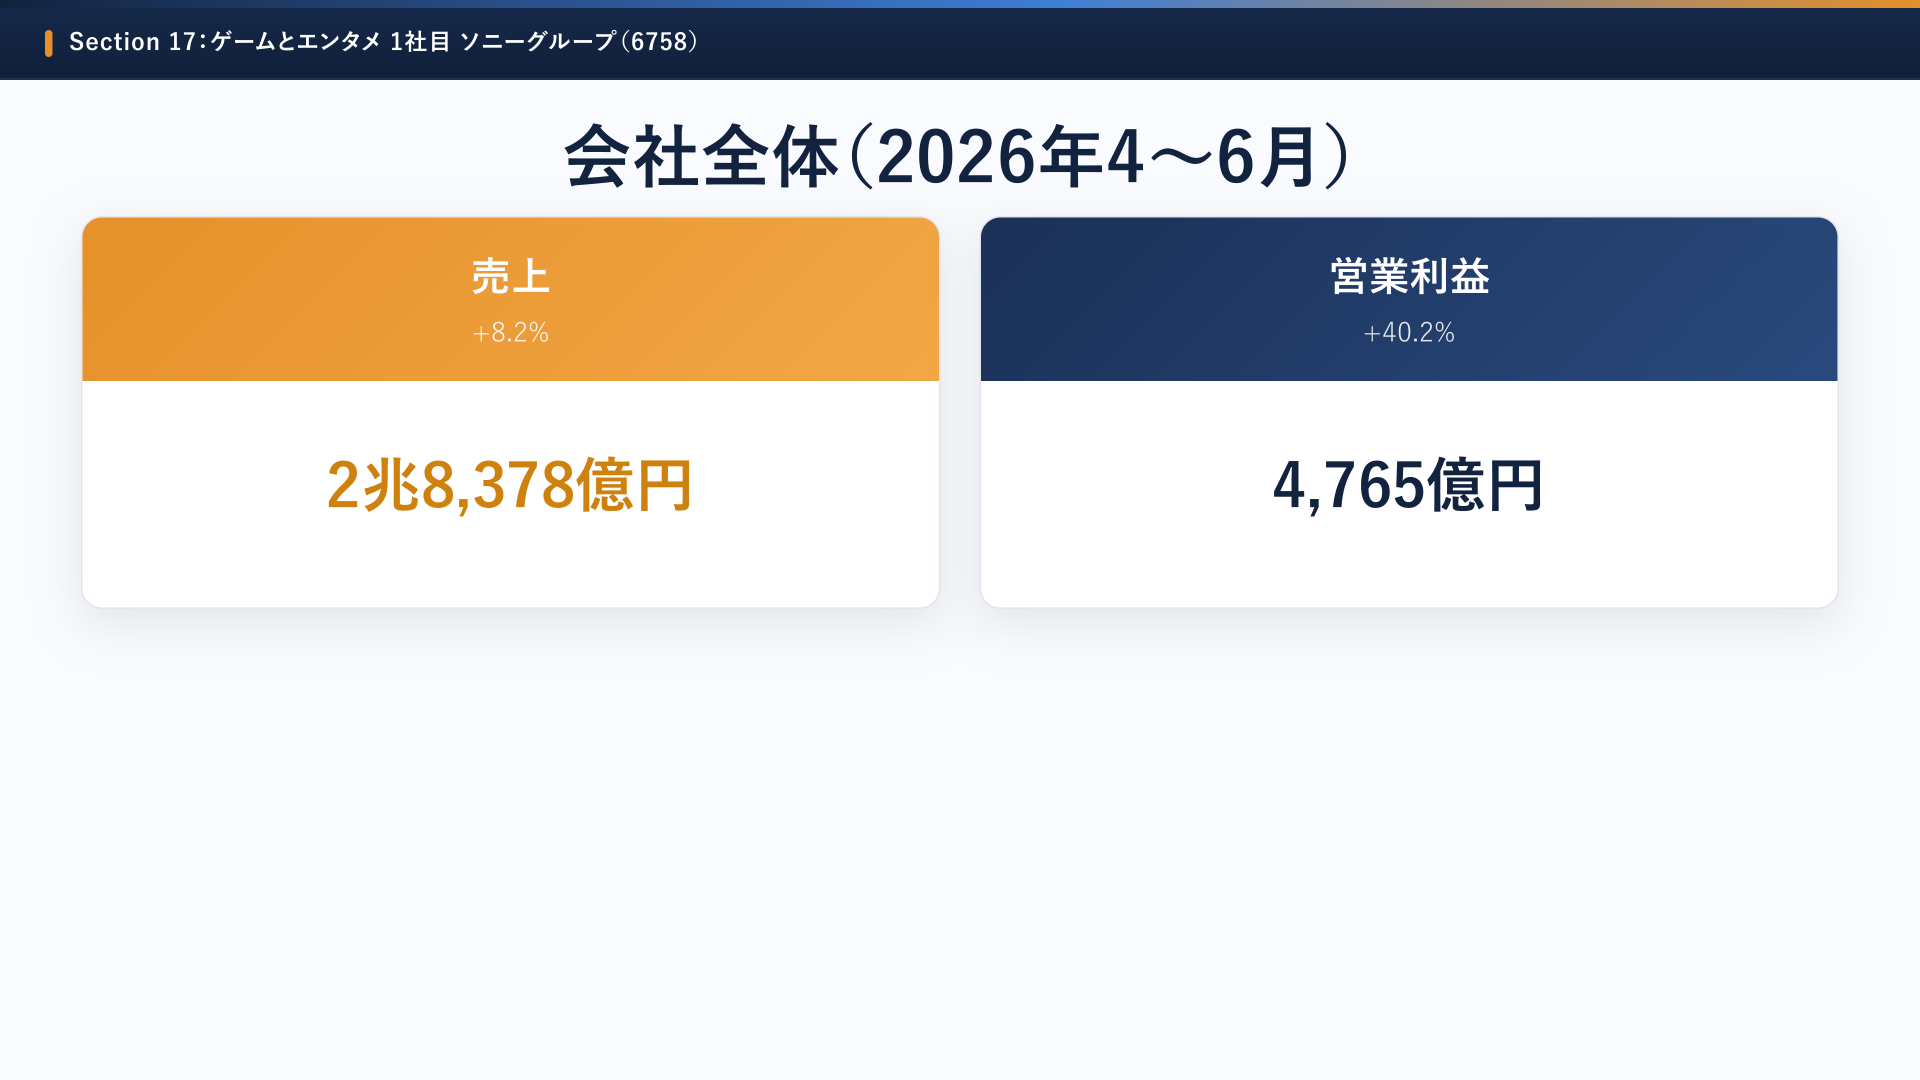 Section 17：ゲームとエンタメ 1社目 ソニーグループ（6758）
会社全体（2026年4〜6月）
売上
+8.2%
2兆8,378億円
営業利益
+40.2%
4,765億円